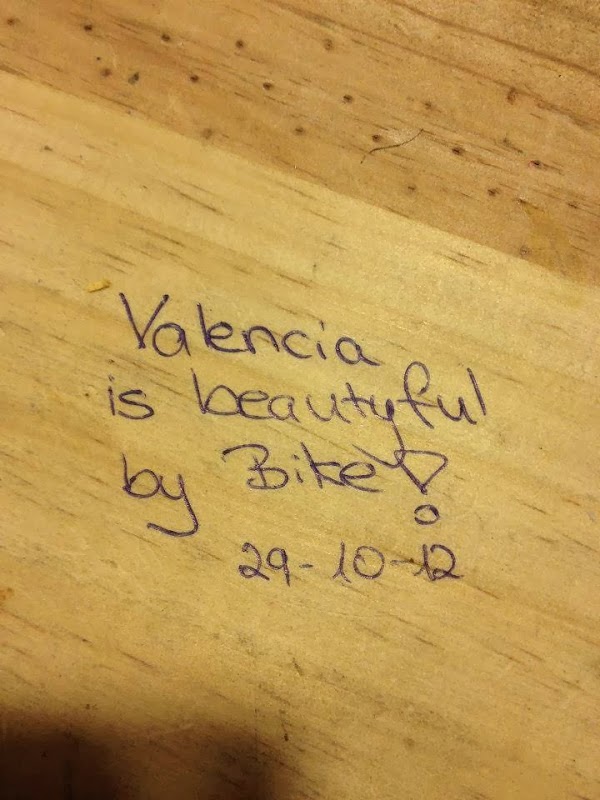 Valencia
is beautyful
by Bike!
29-10-12